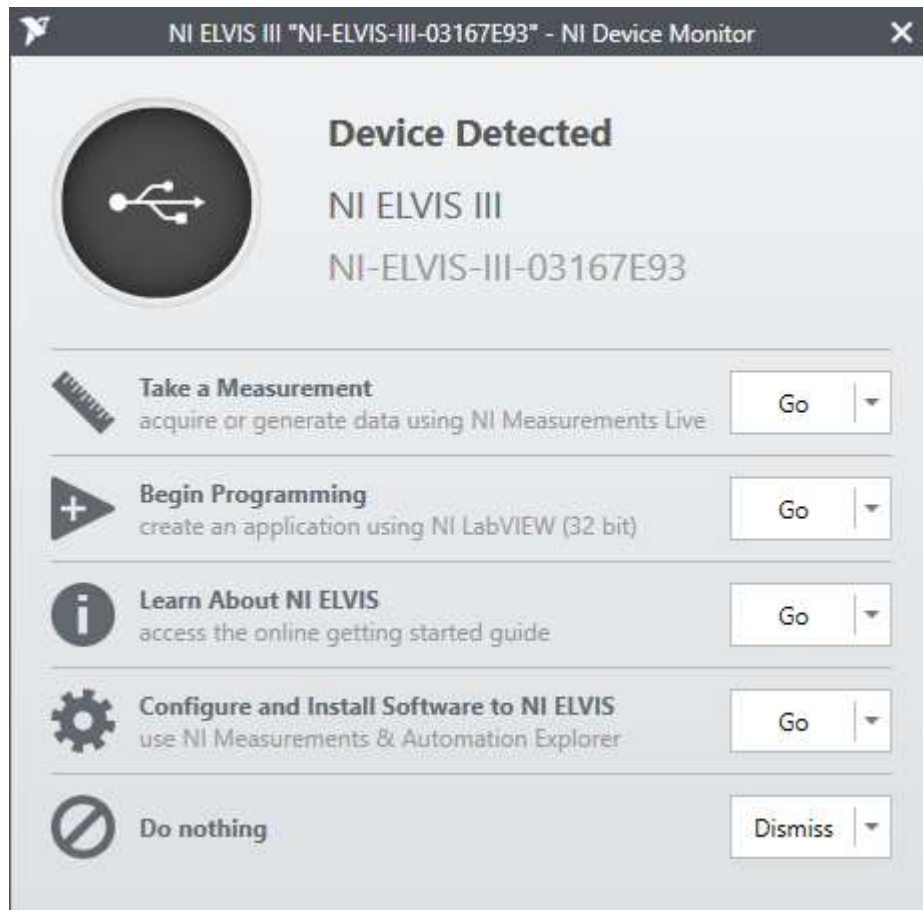 NI ELVIS III "NI-ELVIS-III-03167E93" - NI Device Monitor
Device Detected
NI ELVIS III
NI-ELVIS-III-03167E93
Take a Measurement
acquire or generate data using NI Measurements Live
Go
Begin Programming
create an application using NI LabVIEW (32 bit)
Go
Learn About NI ELVIS
access the online getting started guide
Go
Configure and Install Software to NI ELVIS
use NI Measurements & Automation Explorer
Go
Do nothing
Dismiss